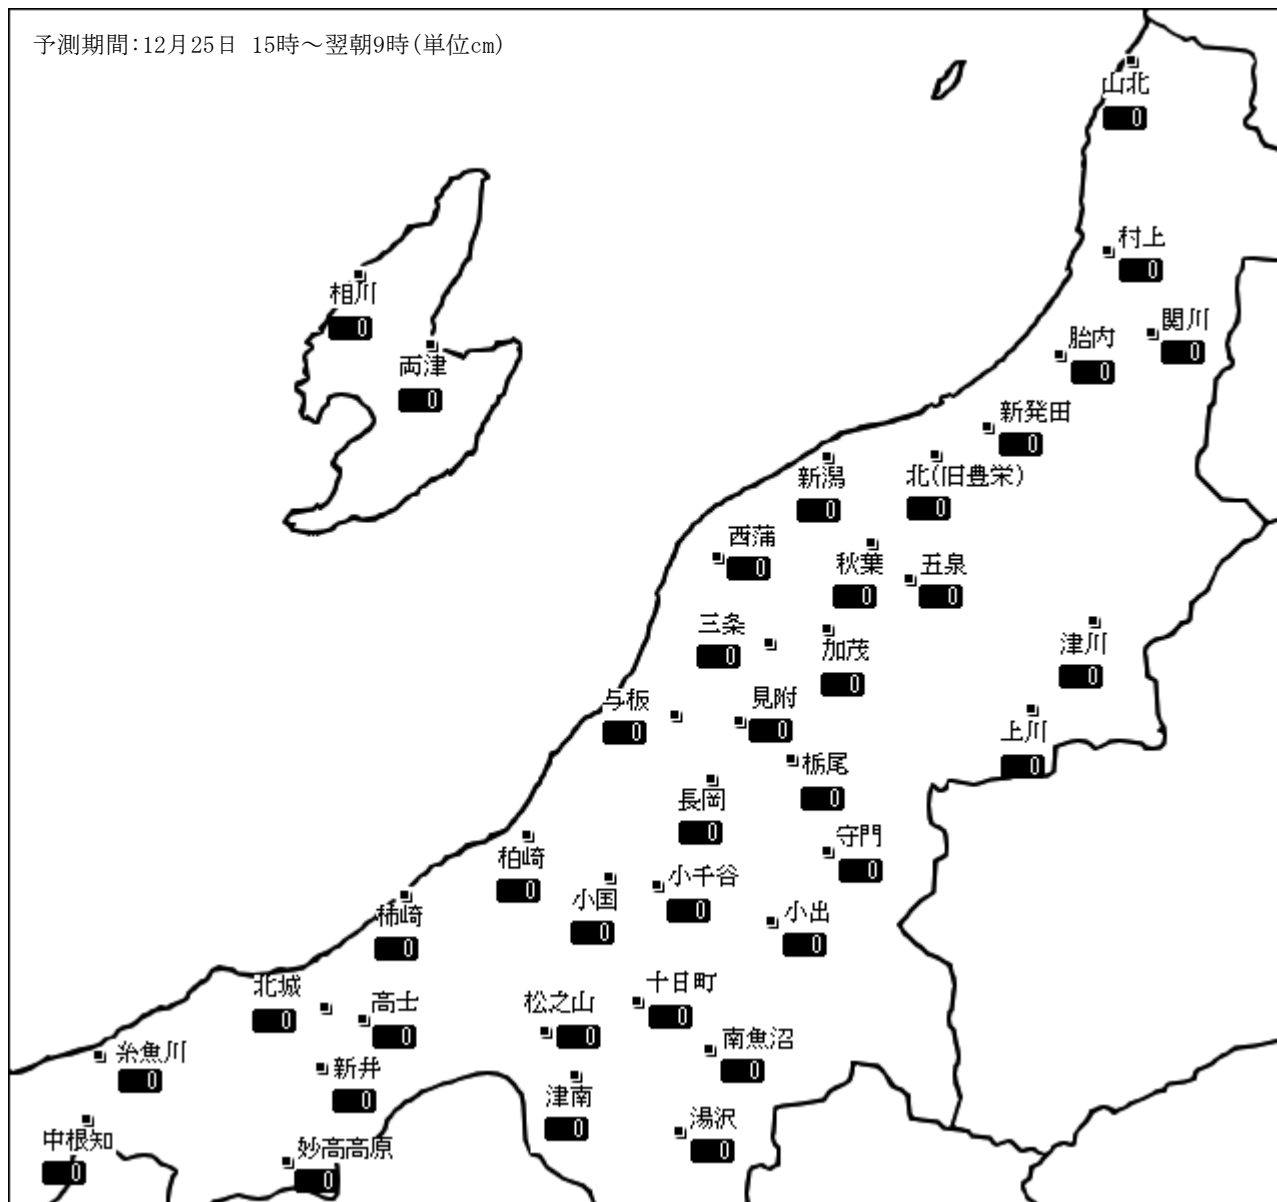 予測期間:12月25日 15時～翌朝9時(単位cm)
山北
0
村上
0
相川
0
関川
0
胎内
0
両津
0
新発田
0
新潟
0
北(旧豊栄)
0
西蒲
0
秋葉
0
五泉
0
三条
0
加茂
0
津川
0
与板
0
見附
0
上川
0
栃尾
0
長岡
0
守門
0
柏崎
0
小千谷
0
小国
0
小出
0
柿崎
0
北城
0
高士
0
松之山
0
十日町
0
南魚沼
0
糸魚川
0
新井
0
津南
0
湯沢
0
中根知
0
妙高高原
0